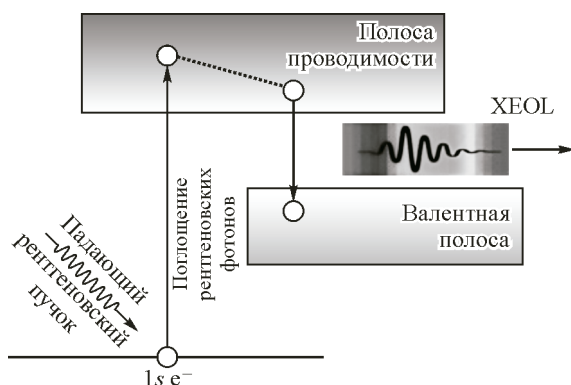 Полоса
проводимости
XEOL
Валентная
полоса
Поглощение
рентгеновских
фотонов
Падающий
рентгеновский
пучок
1s e⁻